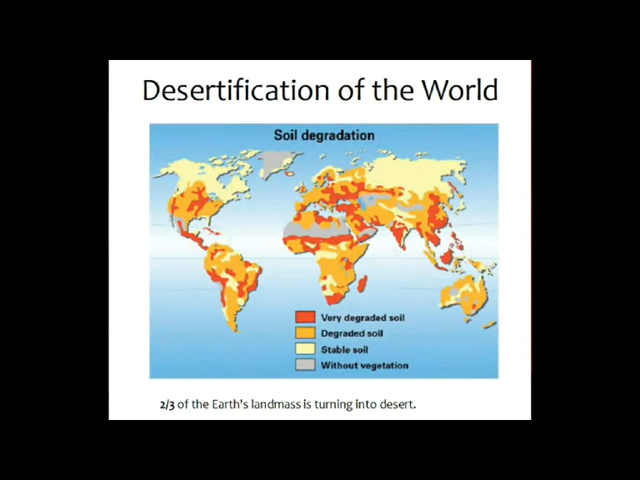 Desertification of the World
Soil degradation
Very degraded soil
Degraded soil
Stable soil
Without vegetation
2/3 of the Earth's landmass is turning into desert.